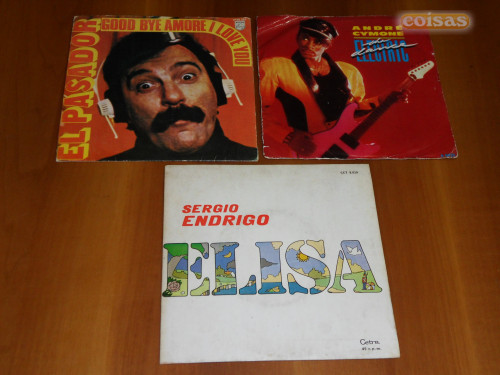 coisas
EL PASADOR
GOOD BYE AMORE I LOVE YOU
ANDRE
CYMONE
ELECTRIC
SERGIO
ENDRIGO
ELISA
Cetra